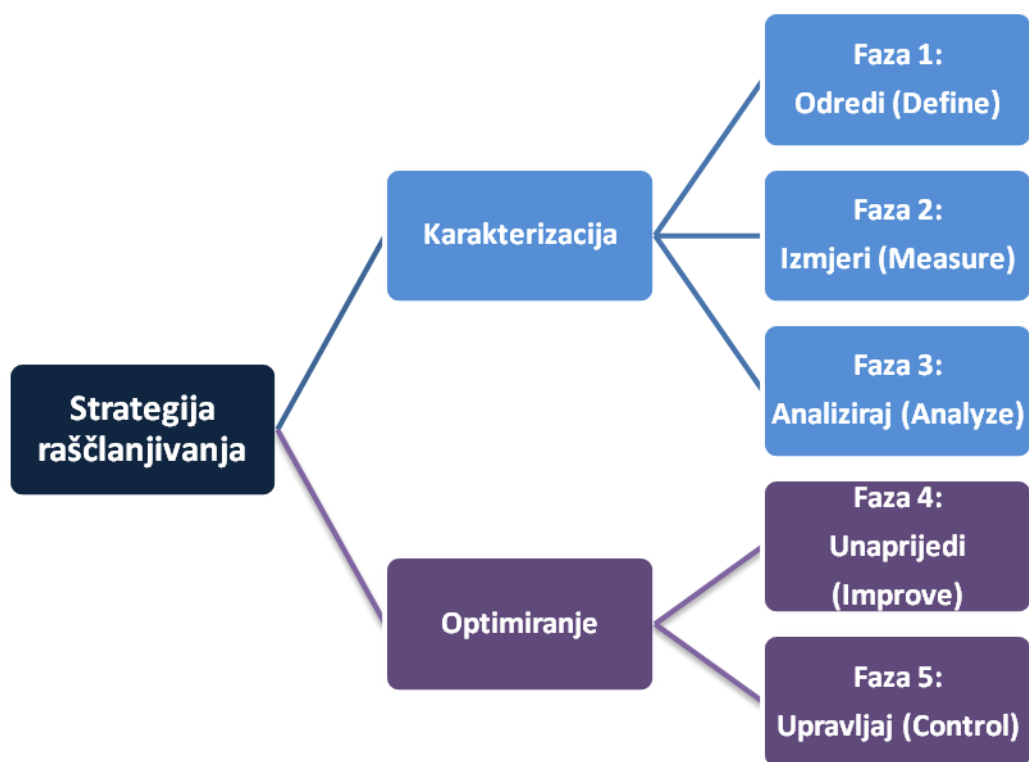 Strategija
raščlanjivanja
Karakterizacija
Faza 1:
Odredi (Define)
Faza 2:
Izmjeri (Measure)
Faza 3:
Analiziraj (Analyze)
Optimiranje
Faza 4:
Unaprijedi
(Improve)
Faza 5:
Upravljaj (Control)